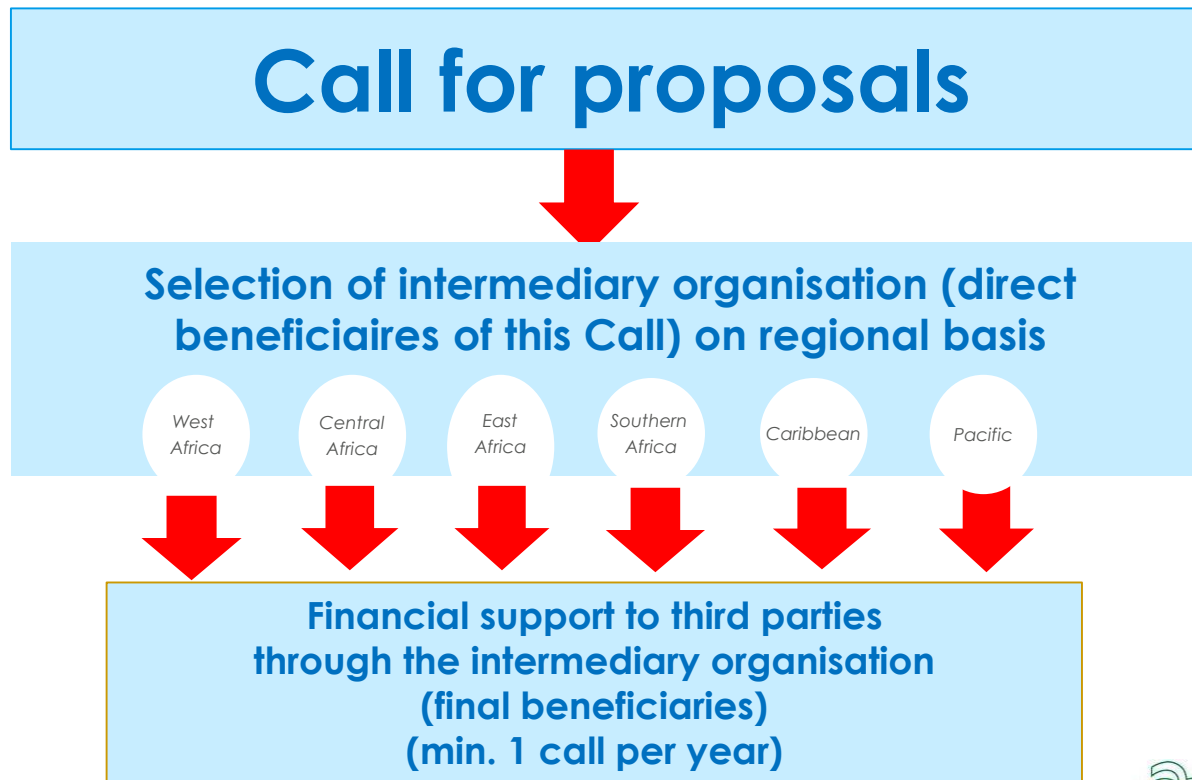 Call for proposals
Selection of intermediary organisation (direct
beneficiaires of this Call) on regional basis
West
Africa
Central
Africa
East
Africa
Southern
Africa
Caribbean
Pacific
Financial support to third parties
through the intermediary organisation
(final beneficiaries)
(min. 1 call per year)